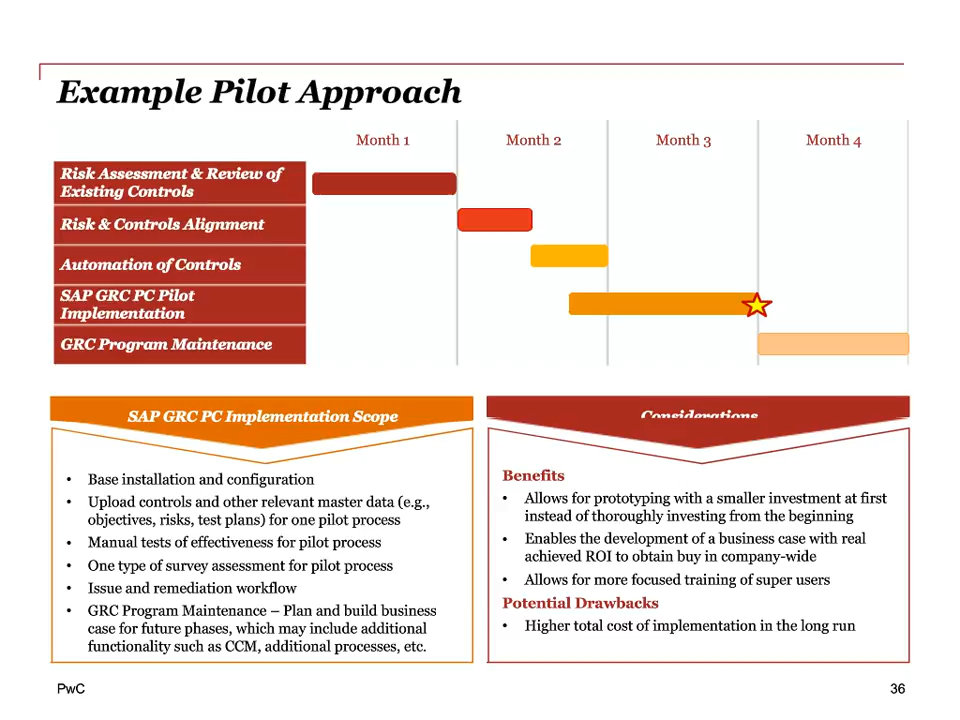 Example Pilot Approach
Month 1
Month 2
Month 3
Month 4
Risk Assessment & Review of
Existing Controls
Risk & Controls Alignment
Automation of Controls
SAP GRC PC Pilot
Implementation
GRC Program Maintenance
SAP GRC PC Implementation Scope
• Base installation and configuration
• Upload controls and other relevant master data (e.g.,
objectives, risks, test plans) for one pilot process
• Manual tests of effectiveness for pilot process
• One type of survey assessment for pilot process
• Issue and remediation workflow
• GRC Program Maintenance – Plan and build business
case for future phases, which may include additional
functionality such as CCM, additional processes, etc.
Considerations
Benefits
• Allows for prototyping with a smaller investment at first
instead of thoroughly investing from the beginning
• Enables the development of a business case with real
achieved ROI to obtain buy in company-wide
• Allows for more focused training of super users
Potential Drawbacks
• Higher total cost of implementation in the long run
PwC
36